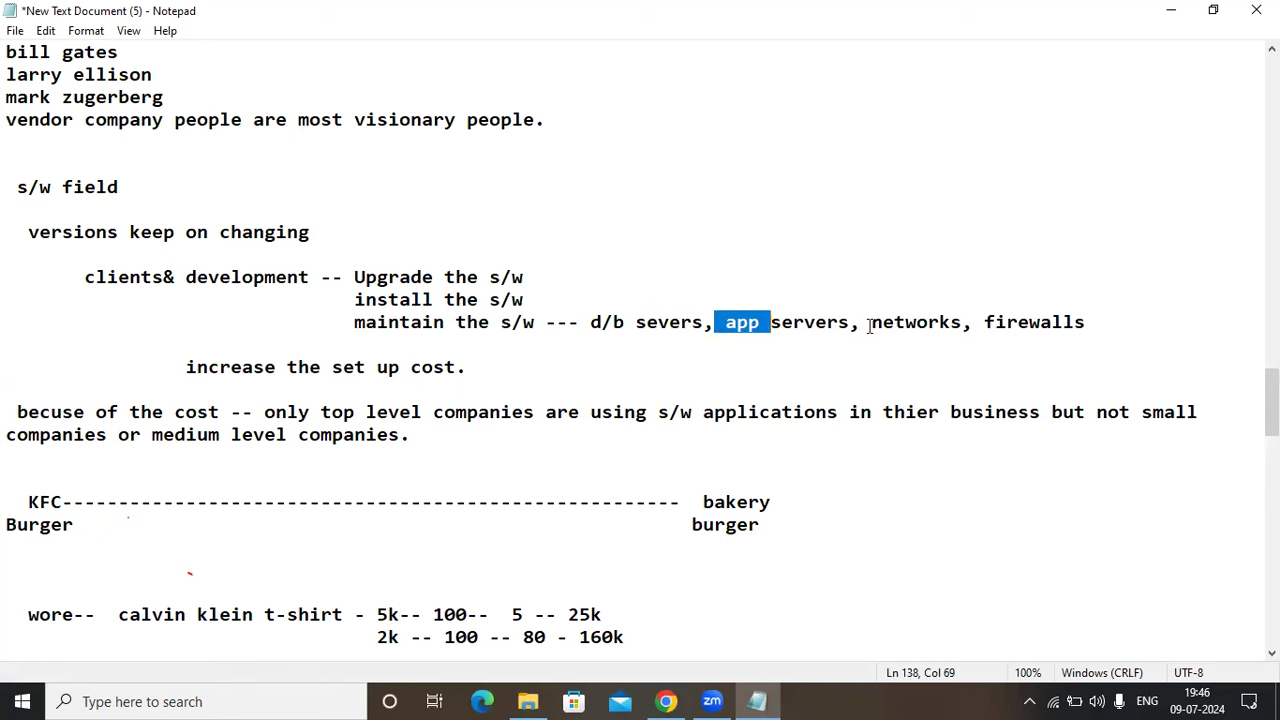 *New Text Document (5) - Notepad
File Edit Format View Help
bill gates
larry ellison
mark zugerberg
vendor company people are most visionary people.
s/w field
versions keep on changing
clients& development -- Upgrade the s/w
install the s/w
maintain the s/w --- d/b severs, app servers, networks, firewalls
increase the set up cost.
becuse of the cost -- only top level companies are using s/w applications in thier business but not small
companies or medium level companies.
KFC------------------------------------------------------- bakery
Burger burger
wore-- calvin klein t-shirt - 5k-- 100-- 5 -- 25k
2k -- 100 -- 80 - 160k
Ln 138, Col 69 100% Windows (CRLF) UTF-8
Type here to search zm ENG 19:46
09-07-2024